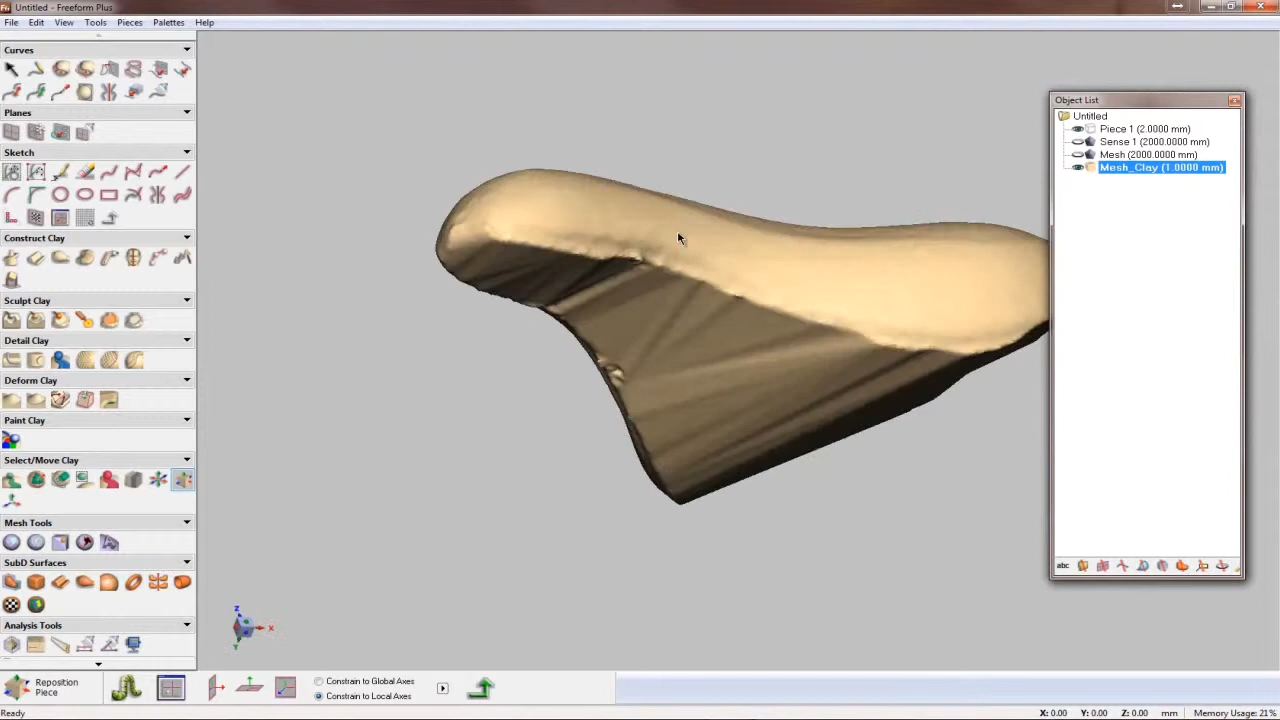 Untitled - Freeform Plus
File Edit View Tools Pieces Palettes Help
Curves
Planes
Sketch
Construct Clay
Sculpt Clay
Detail Clay
Deform Clay
Paint Clay
Select/Move Clay
Mesh Tools
SubD Surfaces
Analysis Tools
Object List
Untitled
Piece 1 (2.0000 mm)
Sense 1 (2000.0000 mm)
Mesh (2000.0000 mm)
Mesh_Clay (1.0000 mm)
abc
Z
X
Y
Reposition
Piece
Constrain to Global Axes
Constrain to Local Axes
Ready
X: 0.00 Y: 0.00 Z: 0.00 mm Memory Usage: 21%